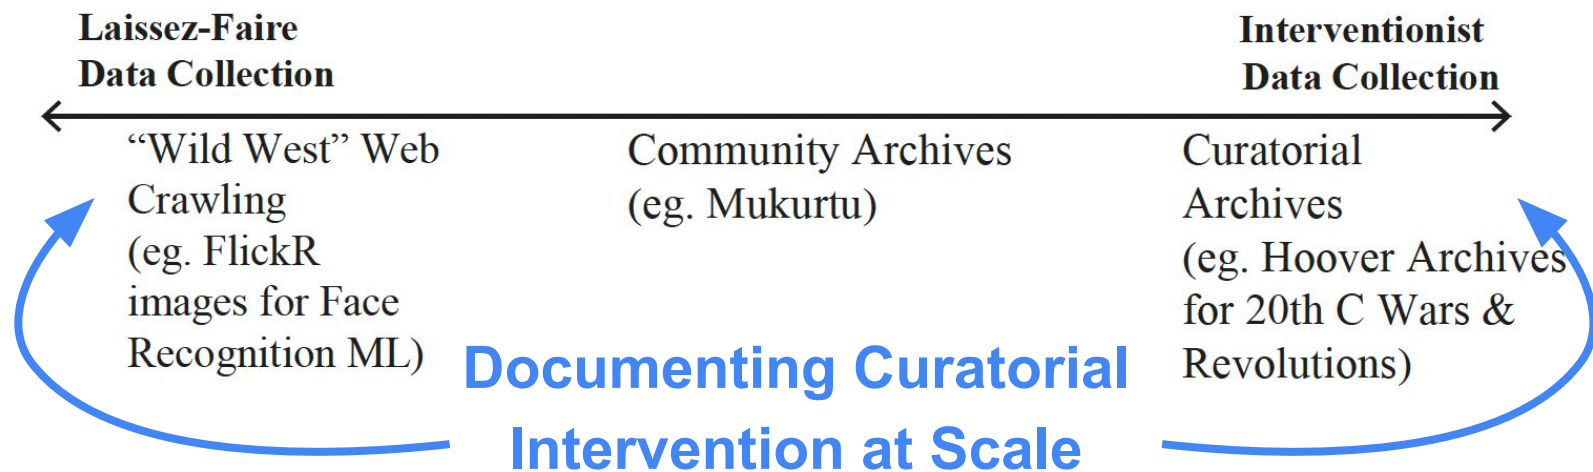 Laissez-Faire
Data Collection
Interventionist
Data Collection
“Wild West” Web
Crawling
(eg. FlickR
images for Face
Recognition ML)
Community Archives
(eg. Mukurtu)
Curatorial
Archives
(eg. Hoover Archives
for 20th C Wars &
Revolutions)
Documenting Curatorial
Intervention at Scale